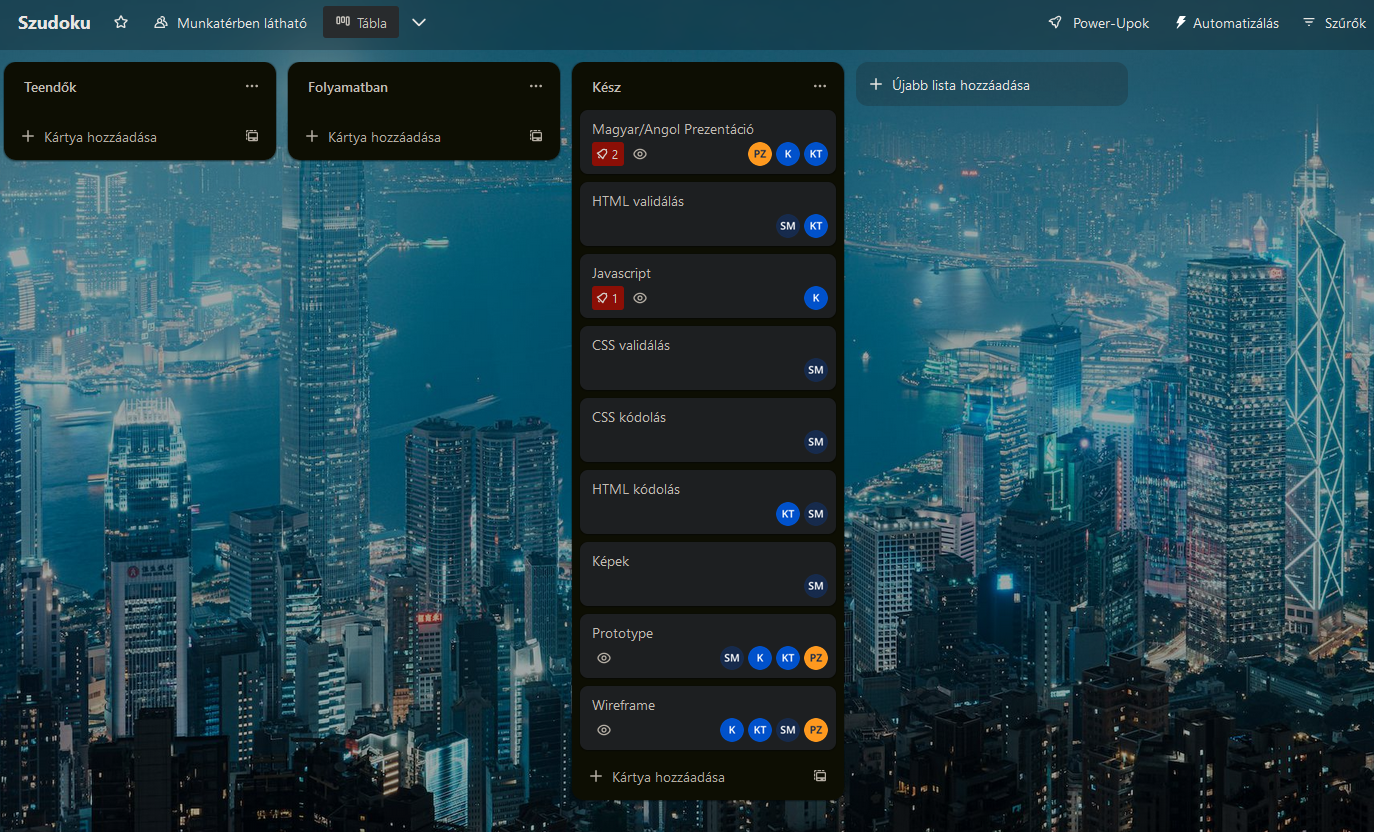 Szudoku
Munkatérben látható
Tábla
Power-Upok
Automatizálás
Szűrők
Teendők
Kártya hozzáadása
Folyamatban
Kártya hozzáadása
Kész
Magyar/Angol Prezentáció
2
PZ K KT
HTML validálás
SM KT
Javascript
1
K
CSS validálás
SM
CSS kódolás
SM
HTML kódolás
KT SM
Képek
SM
Prototype
SM K KT PZ
Wireframe
K KT SM PZ
Kártya hozzáadása
Újabb lista hozzáadása